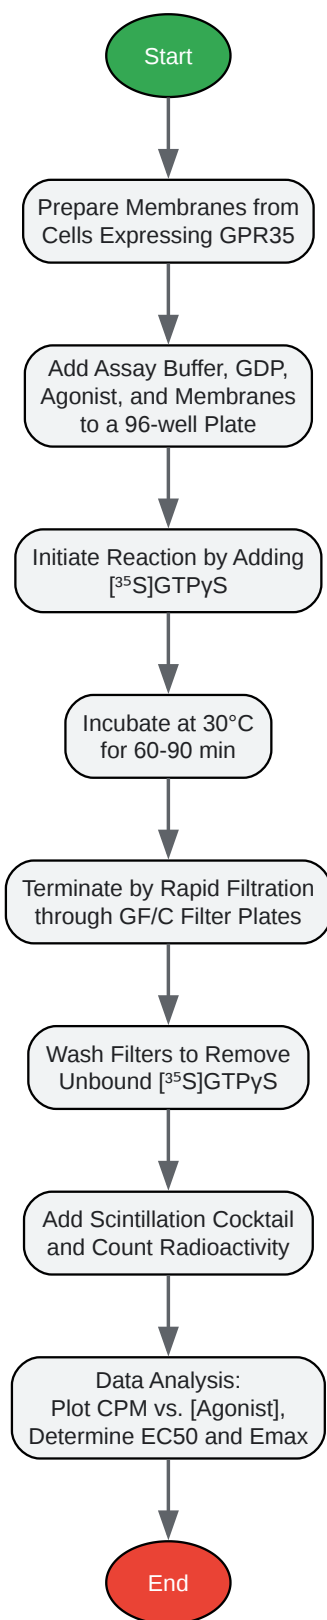 Start
Prepare Membranes from
Cells Expressing GPR35
Add Assay Buffer, GDP,
Agonist, and Membranes
to a 96-well Plate
Initiate Reaction by Adding
[³⁵S]GTPγS
Incubate at 30°C
for 60-90 min
Terminate by Rapid Filtration
through GF/C Filter Plates
Wash Filters to Remove
Unbound [³⁵S]GTPγS
Add Scintillation Cocktail
and Count Radioactivity
Data Analysis:
Plot CPM vs. [Agonist],
Determine EC50 and Emax
End